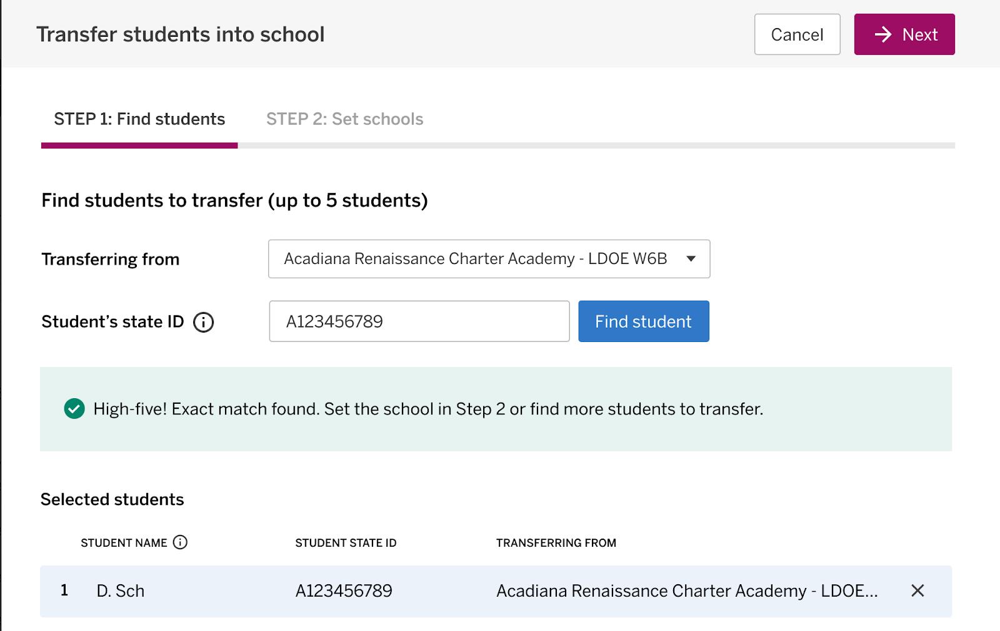 Transfer students into school
Cancel
Next
STEP 1: Find students
STEP 2: Set schools
Find students to transfer (up to 5 students)
Transferring from
Acadiana Renaissance Charter Academy - LDOE W6B
Student’s state ID
A123456789
Find student
High-five! Exact match found. Set the school in Step 2 or find more students to transfer.
Selected students
STUDENT NAME
STUDENT STATE ID
TRANSFERRING FROM
1
D. Sch
A123456789
Acadiana Renaissance Charter Academy - LDOE...